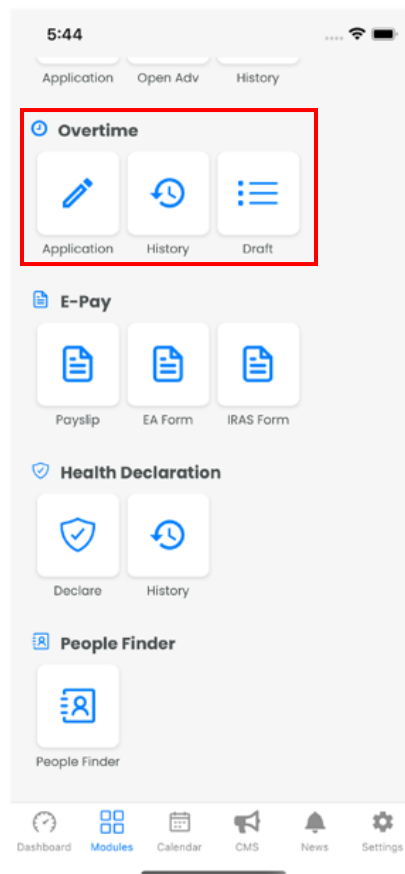 5:44
Application Open Adv History
Overtime
Application History Draft
E-Pay
Payslip EA Form IRAS Form
Health Declaration
Declare History
People Finder
People Finder
Dashboard Modules Calendar CMS News Settings